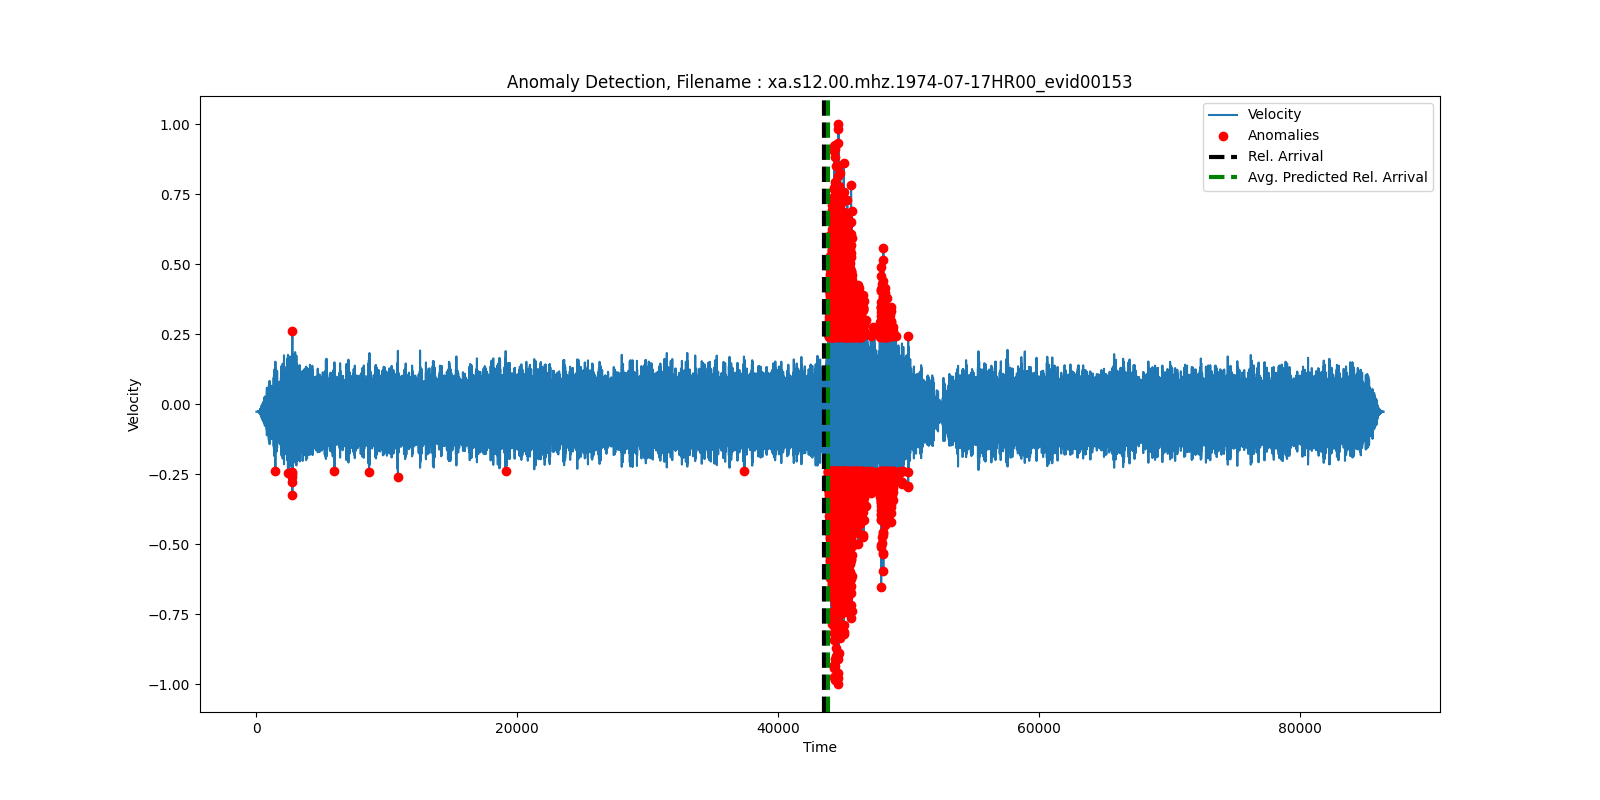 Anomaly Detection, Filename : xa.s12.00.mhz.1974-07-17HR00_evid00153
Velocity
Anomalies
Rel. Arrival
Avg. Predicted Rel. Arrival
1.00
0.75
0.50
0.25
0.00
−0.25
−0.50
−0.75
−1.00
Velocity
0
20000
40000
60000
80000
Time